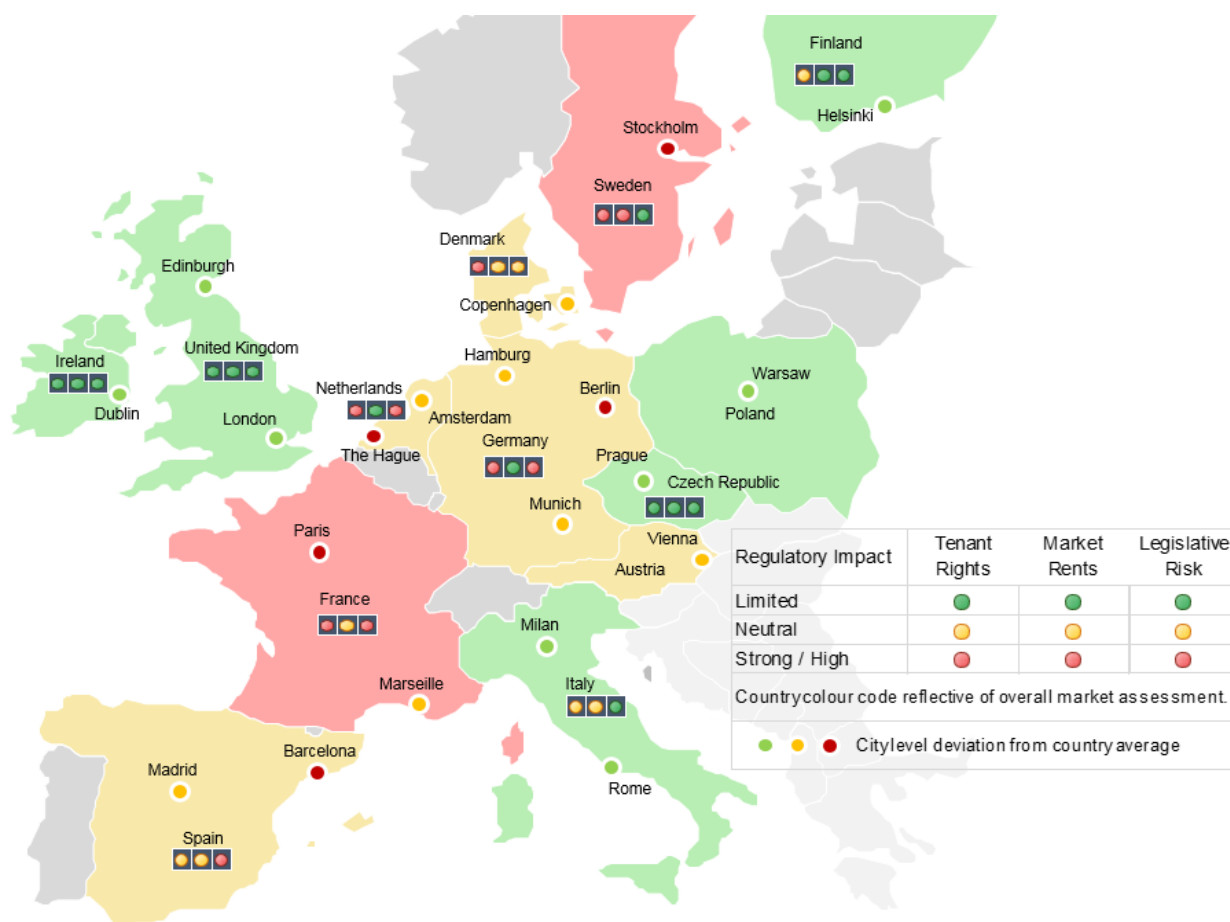 Finland
Helsinki
Stockholm
Sweden
Denmark
Edinburgh
Copenhagen
United Kingdom
Hamburg
Ireland
Netherlands
Berlin
Warsaw
Dublin
London
Amsterdam
Poland
Germany
The Hague
Prague
Czech Republic
Munich
Paris
Vienna
Austria
France
Milan
Marseille
Italy
Barcelona
Madrid
Rome
Spain
Regulatory Impact
Tenant Rights
Market Rents
Legislative Risk
Limited
Neutral
Strong / High
Country colour code reflective of overall market assessment.
City level deviation from country average